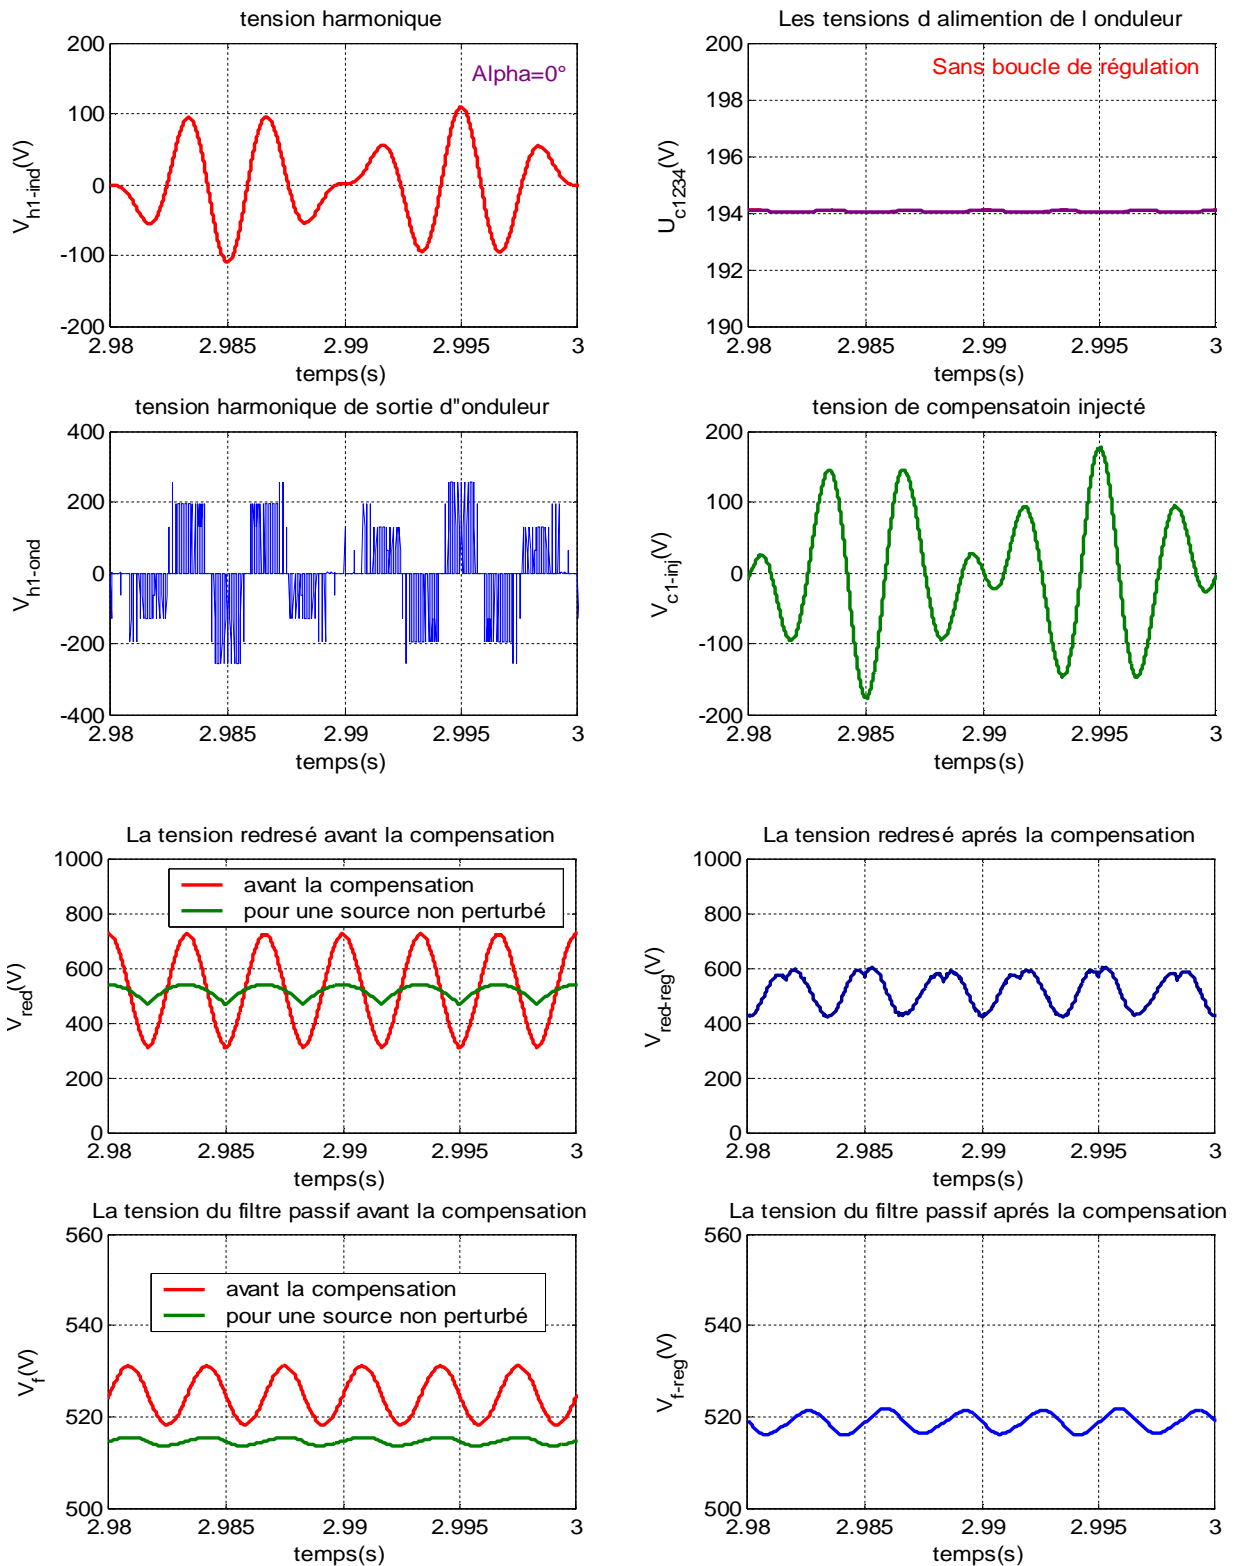 tension harmonique
Les tensions d alimention de l onduleur
200
100
0
-100
-200
V_h1-ind(V)
Alpha=0°
2.98 2.985 2.99 2.995 3
temps(s)
200
198
196
194
192
190
U_c1234(V)
Sans boucle de régulation
2.98 2.985 2.99 2.995 3
temps(s)
tension harmonique de sortie d"onduleur
tension de compensatoin injecté
400
200
0
-200
-400
V_h1-ond
2.98 2.985 2.99 2.995 3
temps(s)
200
100
0
-100
-200
V_c1-inj(V)
2.98 2.985 2.99 2.995 3
temps(s)
La tension redresé avant la compensation
La tension redresé aprés la compensation
1000
800
600
400
200
0
V_red(V)
avant la compensation
pour une source non perturbé
2.98 2.985 2.99 2.995 3
temps(s)
1000
800
600
400
200
0
V_red-reg(V)
2.98 2.985 2.99 2.995 3
temps(s)
La tension du filtre passif avant la compensation
La tension du filtre passif aprés la compensation
560
540
520
500
V_f(V)
avant la compensation
pour une source non perturbé
2.98 2.985 2.99 2.995 3
temps(s)
560
540
520
500
V_f-reg(V)
2.98 2.985 2.99 2.995 3
temps(s)